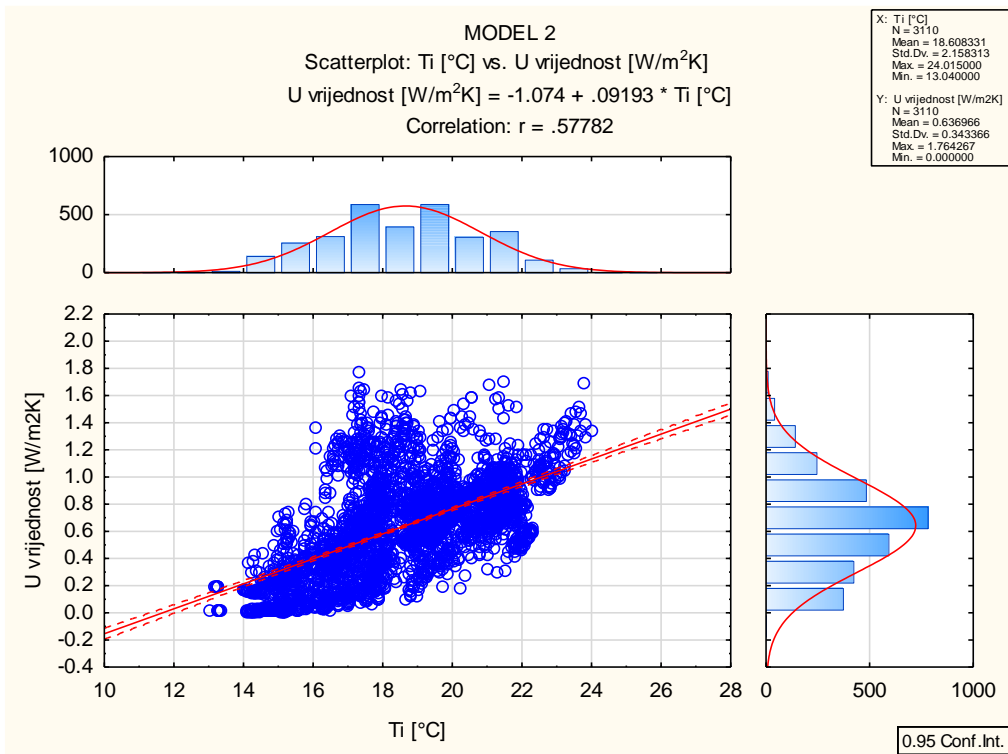 MODEL 2
Scatterplot: Ti [°C] vs. U vrijednost [W/m²K]
U vrijednost [W/m²K] = -1.074 + .09193 * Ti [°C]
Correlation: r = .57782
X: Ti [°C]
N = 3110
Mean = 18.608331
Std.Dv. = 2.158313
Max. = 24.015000
Min. = 13.040000
Y: U vrijednost [W/m2K]
N = 3110
Mean = 0.636966
Std.Dv. = 0.343366
Max. = 1.764267
Min. = 0.000000
1000
500
0
2.2
2.0
1.8
1.6
1.4
1.2
1.0
0.8
0.6
0.4
0.2
0.0
-0.2
-0.4
U vrijednost [W/m2K]
10 12 14 16 18 20 22 24 26 28
Ti [°C]
0 500 1000
0.95 Conf.Int.